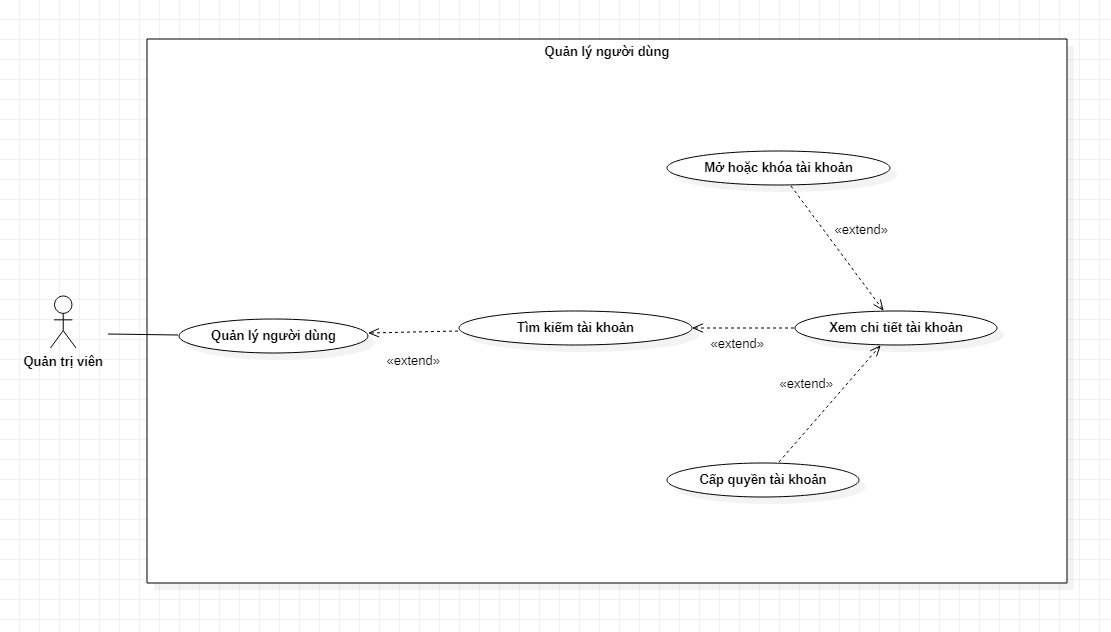 Quản lý người dùng
Mở hoặc khóa tài khoản
«extend»
Quản trị viên
Quản lý người dùng
«extend»
Tìm kiếm tài khoản
«extend»
Xem chi tiết tài khoản
«extend»
Cấp quyền tài khoản